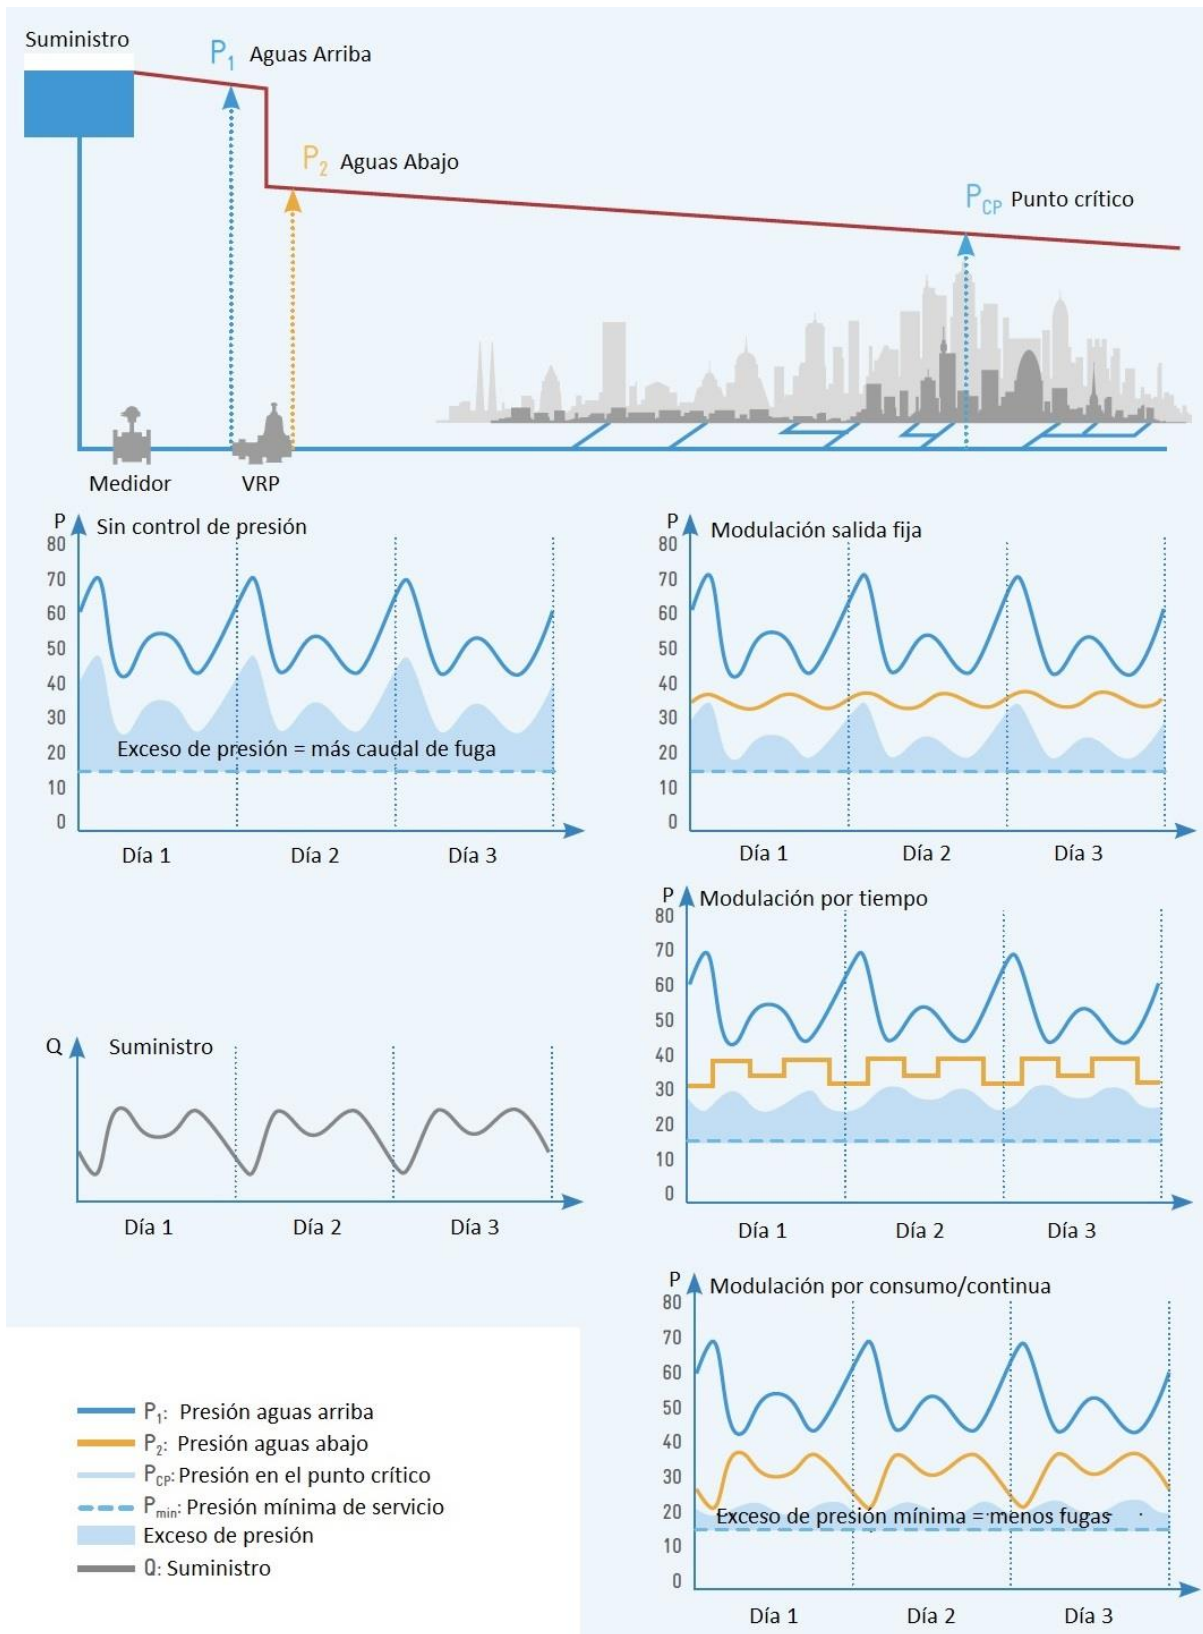 Suministro
P1 Aguas Arriba
P2 Aguas Abajo
PCP Punto crítico
Medidor
VRP
P
Sin control de presión
80
70
60
50
40
30
20
10
0
Exceso de presión = más caudal de fuga
Día 1
Día 2
Día 3
P
Modulación salida fija
80
70
60
50
40
30
20
10
0
Día 1
Día 2
Día 3
P
Modulación por tiempo
80
70
60
50
40
30
20
10
0
Día 1
Día 2
Día 3
Q
Suministro
Día 1
Día 2
Día 3
P
Modulación por consumo/continua
80
70
60
50
40
30
20
10
0
Exceso de presión mínima = menos fugas
Día 1
Día 2
Día 3
P1: Presión aguas arriba
P2: Presión aguas abajo
PCP: Presión en el punto crítico
Pmin: Presión mínima de servicio
Exceso de presión
Q: Suministro